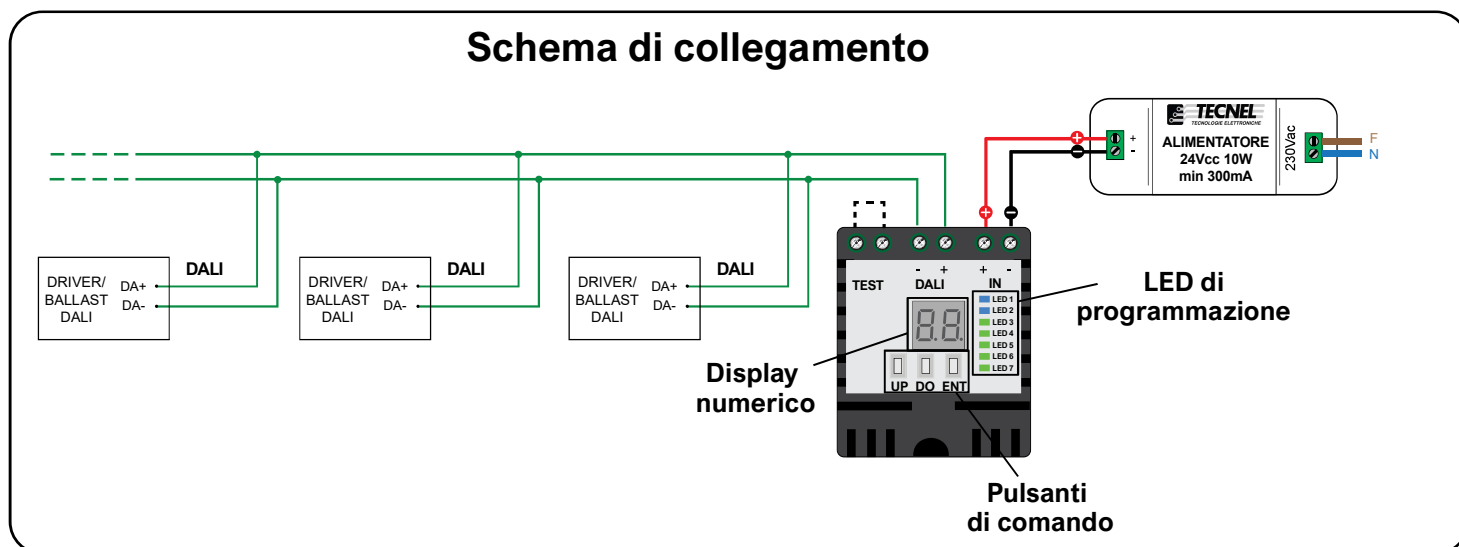 Schema di collegamento
TECNEL
TECNOLOGIE ELETTRONICHE
ALIMENTATORE
24Vcc 10W
min 300mA
+
-
230Vac
F
N
DRIVER/
BALLAST
DALI
DA+
DA-
DALI
DRIVER/
BALLAST
DALI
DA+
DA-
DALI
DRIVER/
BALLAST
DALI
DA+
DA-
DALI
- + + -
TEST DALI IN
LED 1
LED 2
LED 3
LED 4
LED 5
LED 6
LED 7
8.8.
UP DO ENT
LED di
programmazione
Display
numerico
Pulsanti
di comando